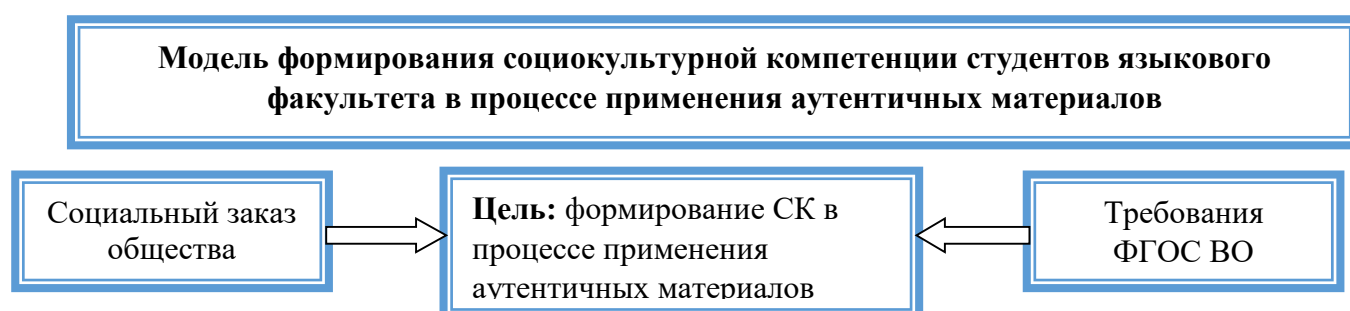 Модель формирования социокультурной компетенции студентов языкового
факультета в процессе применения аутентичных материалов
Социальный заказ
общества
Цель: формирование СК в
процессе применения
аутентичных материалов
Требования
ФГОС ВО